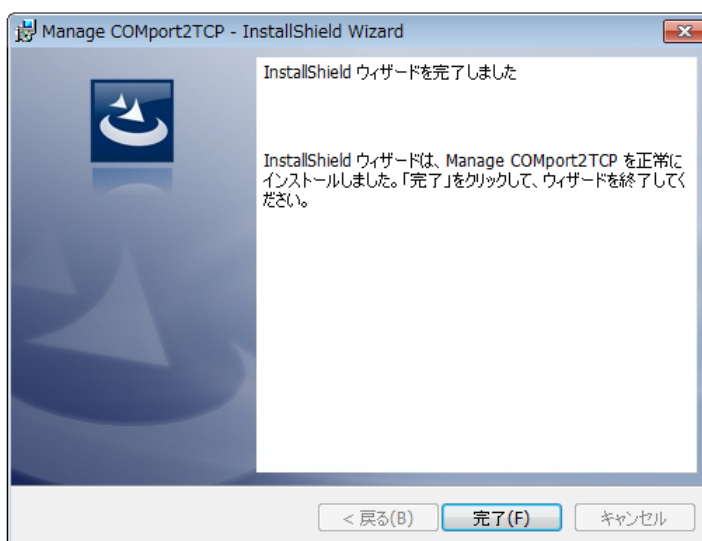 Manage COMport2TCP - InstallShield Wizard
InstallShield ウィザードを完了しました
InstallShield ウィザードは、Manage COMport2TCP を正常に
インストールしました。「完了」をクリックして、ウィザードを終了してく
ださい。
< 戻る(B)
完了(F)
キャンセル